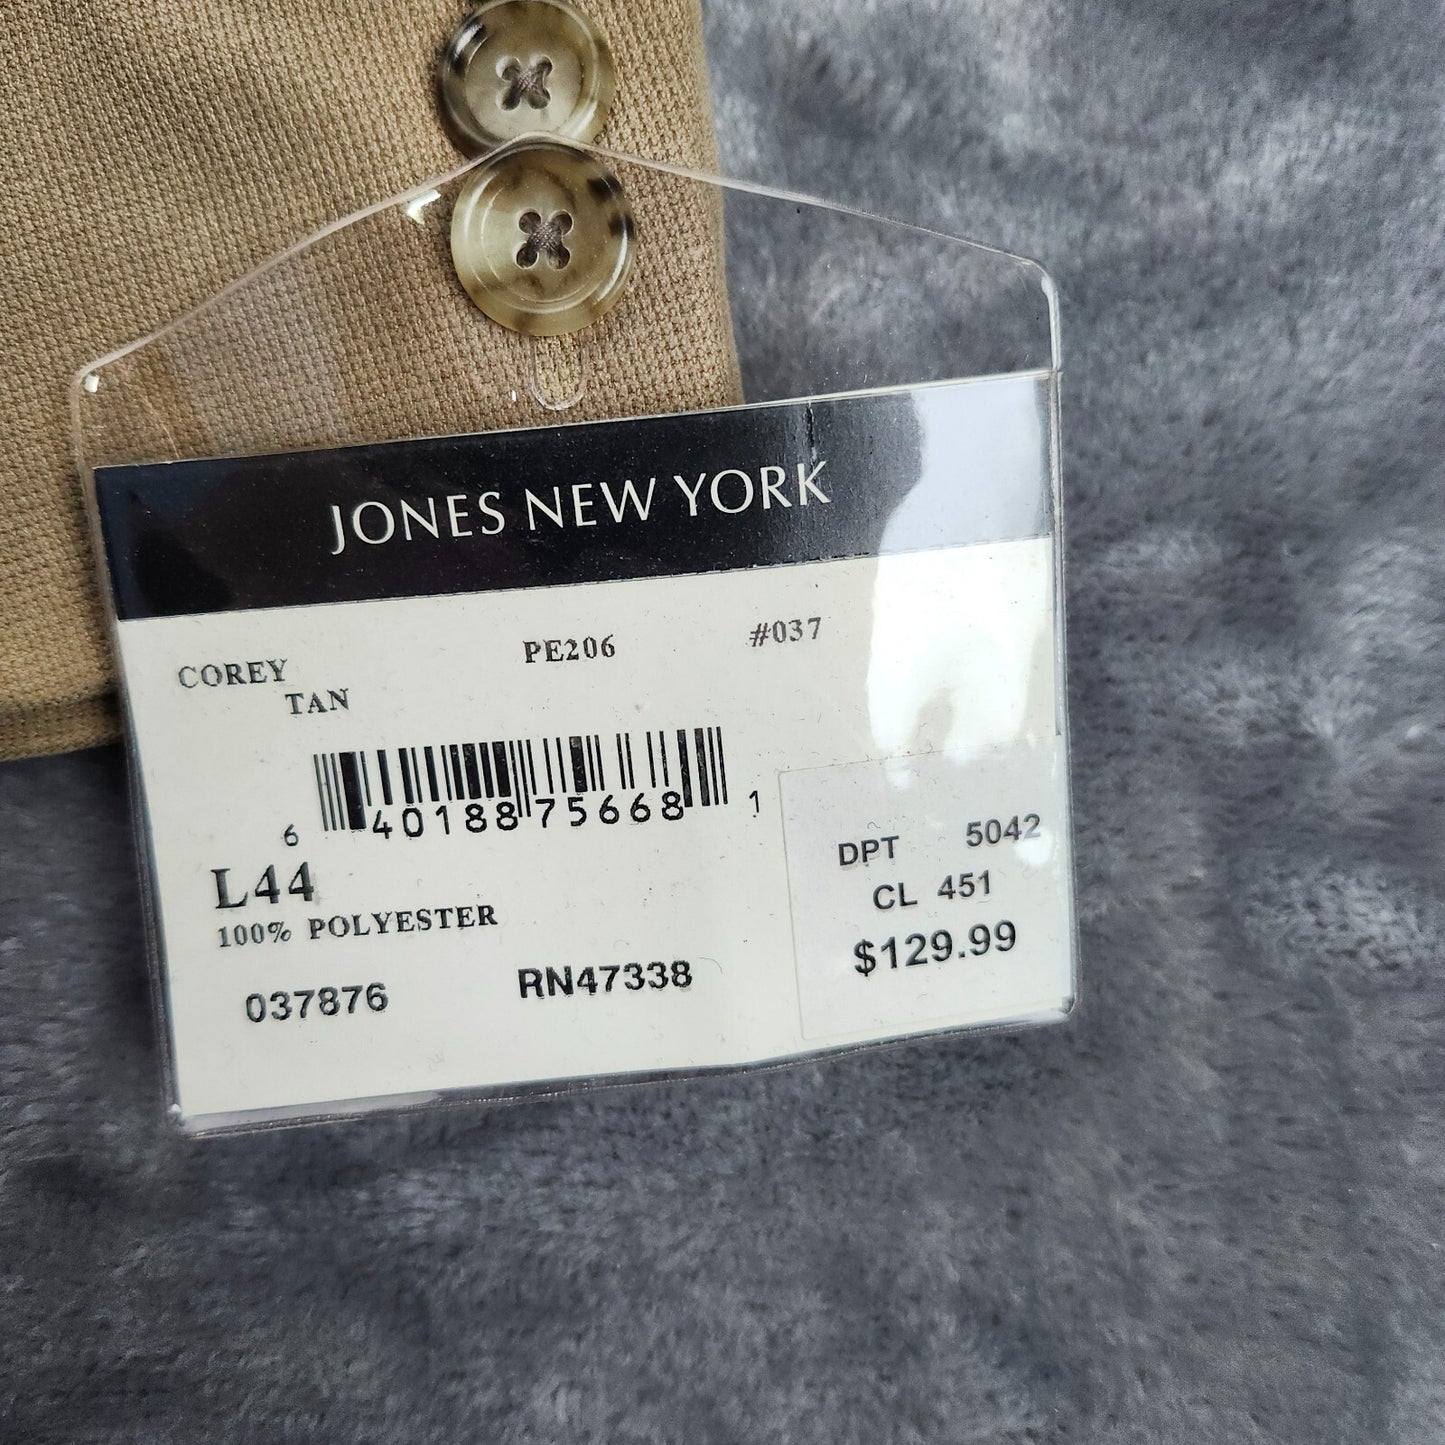 JONES NEW YORK
COREY PE206 #037
TAN
6 40188 75668 1
L44
100% POLYESTER
037876 RN47338
DPT 5042
CL 451
$129.99